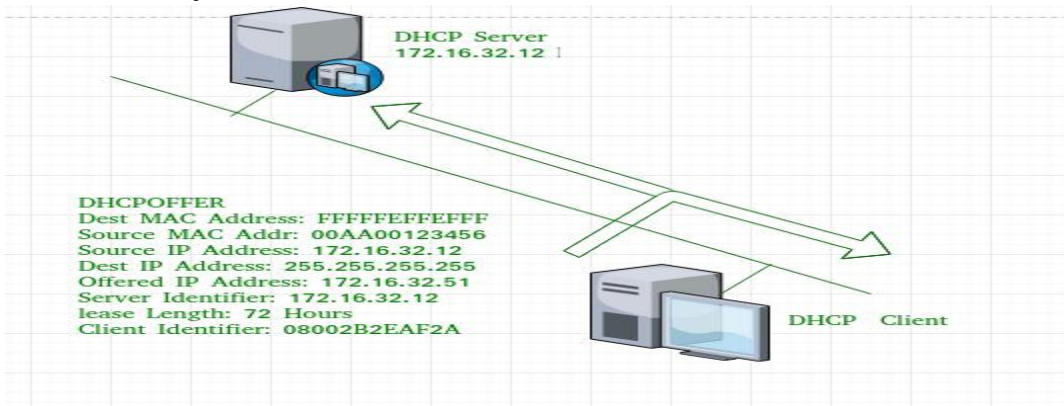 DHCP Server
172.16.32.12
DHCPOFFER
Dest MAC Address: FFFFFEFFEFFF
Source MAC Addr: 00AA00123456
Source IP Address: 172.16.32.12
Dest IP Address: 255.255.255.255
Offered IP Address: 172.16.32.51
Server Identifier: 172.16.32.12
lease Length: 72 Hours
Client Identifier: 08002B2EAF2A
DHCP Client